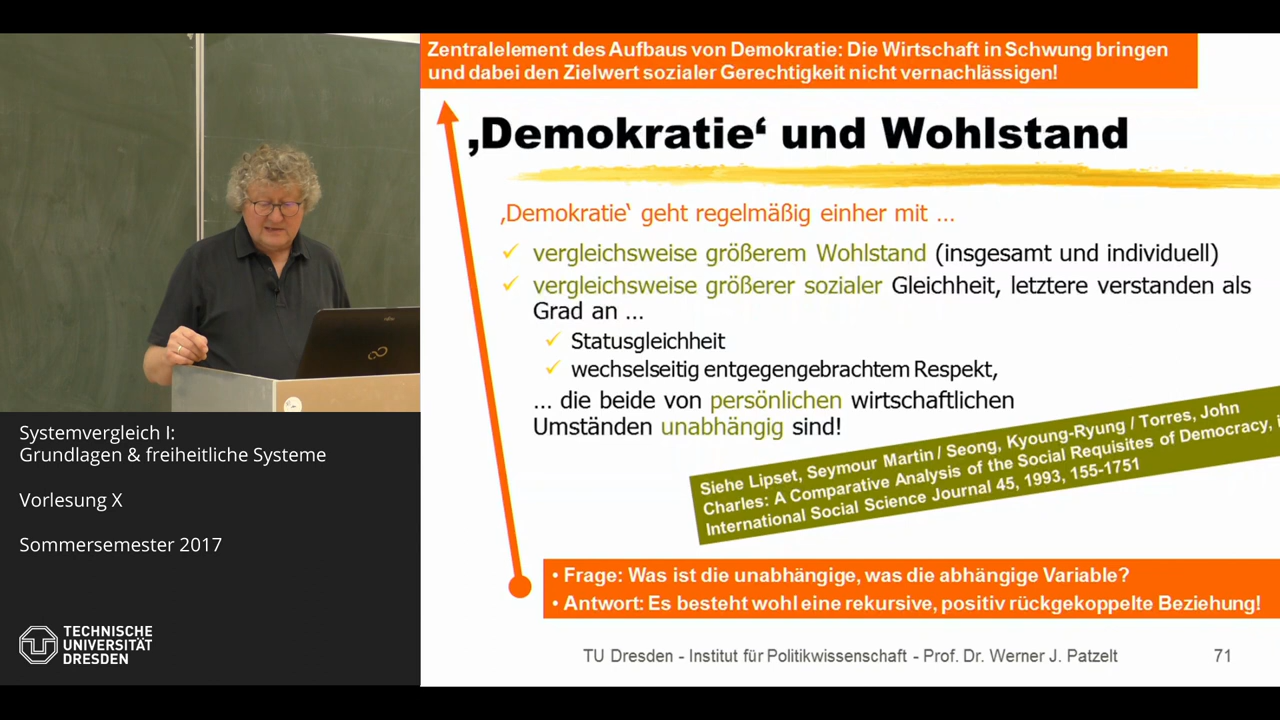 Zentralelement des Aufbaus von Demokratie: Die Wirtschaft in Schwung bringen
und dabei den Zielwert sozialer Gerechtigkeit nicht vernachlässigen!
‚Demokratie‘ und Wohlstand
‚Demokratie‘ geht regelmäßig einher mit ...
vergleichsweise größerem Wohlstand (insgesamt und individuell)
vergleichsweise größerer sozialer Gleichheit, letztere verstanden als
Grad an ...
Statusgleichheit
wechselseitig entgegengebrachtem Respekt,
... die beide von persönlichen wirtschaftlichen
Umständen unabhängig sind!
Siehe Lipset, Seymour Martin / Seong, Kyoung-Ryung / Torres, John
Charles: A Comparative Analysis of the Social Requisites of Democracy, i
International Social Science Journal 45, 1993, 155-1751
• Frage: Was ist die unabhängige, was die abhängige Variable?
• Antwort: Es besteht wohl eine rekursive, positiv rückgekoppelte Beziehung!
TU Dresden - Institut für Politikwissenschaft - Prof. Dr. Werner J. Patzelt 71
Systemvergleich I:
Grundlagen & freiheitliche Systeme
Vorlesung X
Sommersemester 2017
TECHNISCHE
UNIVERSITÄT
DRESDEN